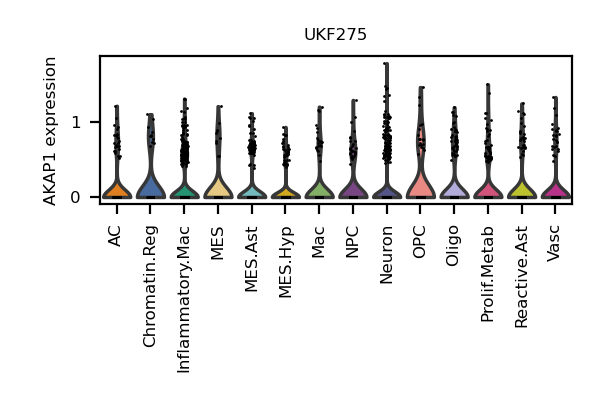 UKF275
AKAP1 expression
1
0
AC
Chromatin.Reg
Inflammatory.Mac
MES
MES.Ast
MES.Hyp
Mac
NPC
Neuron
OPC
Oligo
Prolif.Metab
Reactive.Ast
Vasc